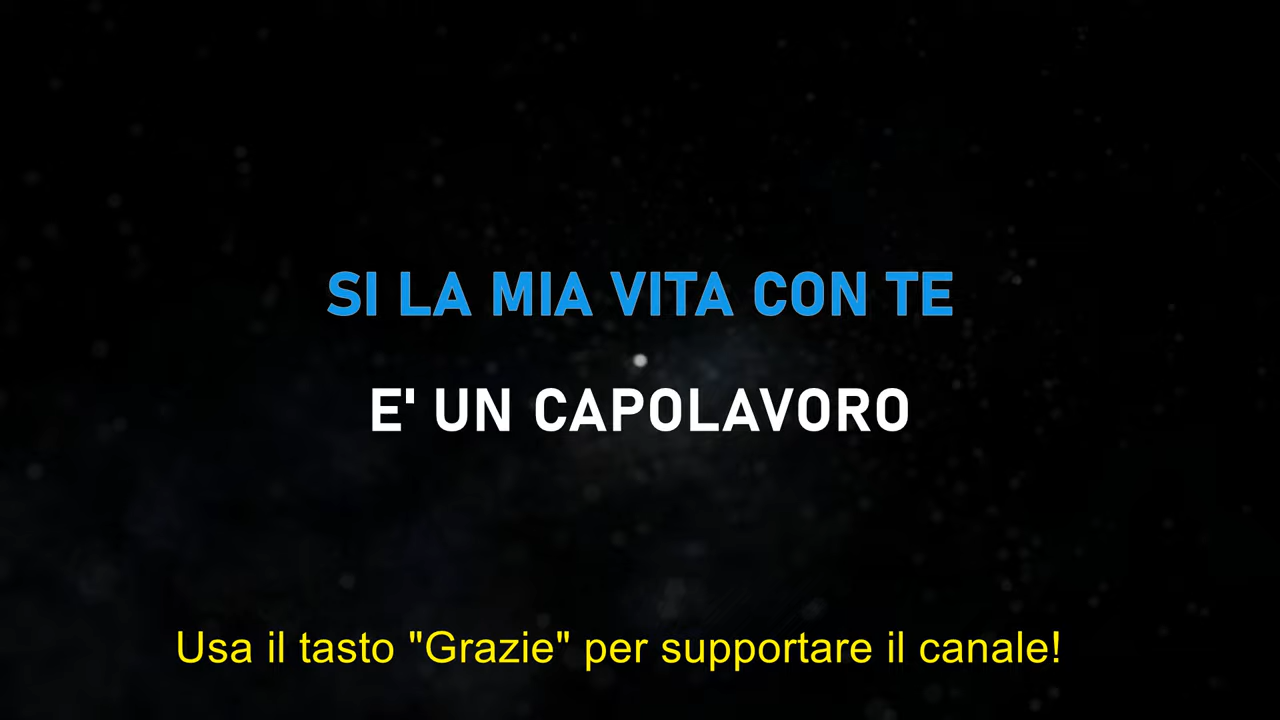 SI LA MIA VITA CON TE
E' UN CAPOLAVORO
Usa il tasto "Grazie" per supportare il canale!